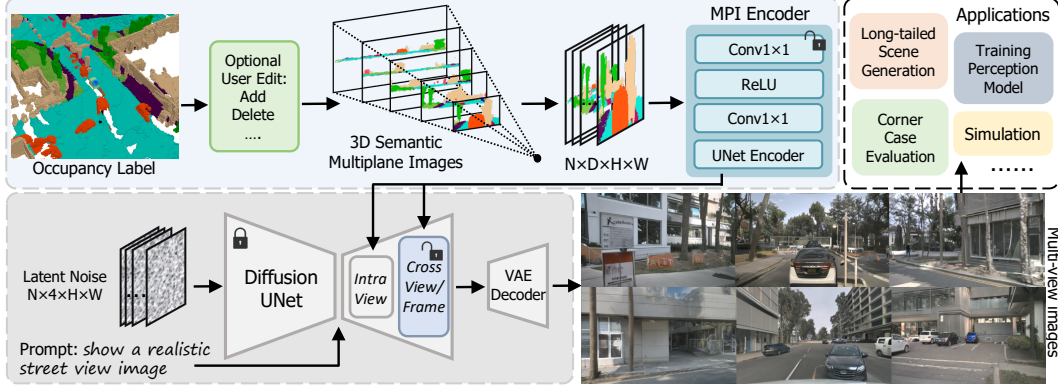 Occupancy Label
Optional
User Edit:
Add
Delete
....
3D Semantic
Multiplane Images
N×D×H×W
MPI Encoder
Conv1×1
ReLU
Conv1×1
UNet Encoder
Applications
Long-tailed
Scene
Generation
Training
Perception
Model
Corner
Case
Evaluation
Simulation
......
Latent Noise
N×4×H×W
...
Prompt: show a realistic
street view image
Diffusion
UNet
Intra
View
Cross
View/
Frame
VAE
Decoder
Multi-view images